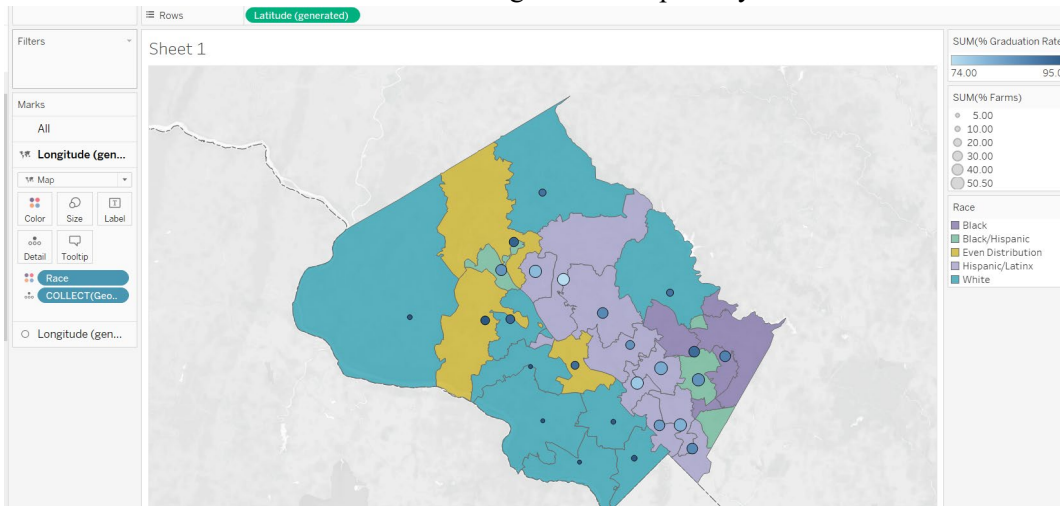 Rows
Latitude (generated)
Filters
Sheet 1
Marks
All
Longitude (gen...
Map
Color
Size
Label
Detail
Tooltip
Race
COLLECT(Geo..
Longitude (gen...
SUM(% Graduation Rate
74.00
95.0
SUM(% Farms)
5.00
10.00
20.00
30.00
40.00
50.50
Race
Black
Black/Hispanic
Even Distribution
Hispanic/Latinx
White